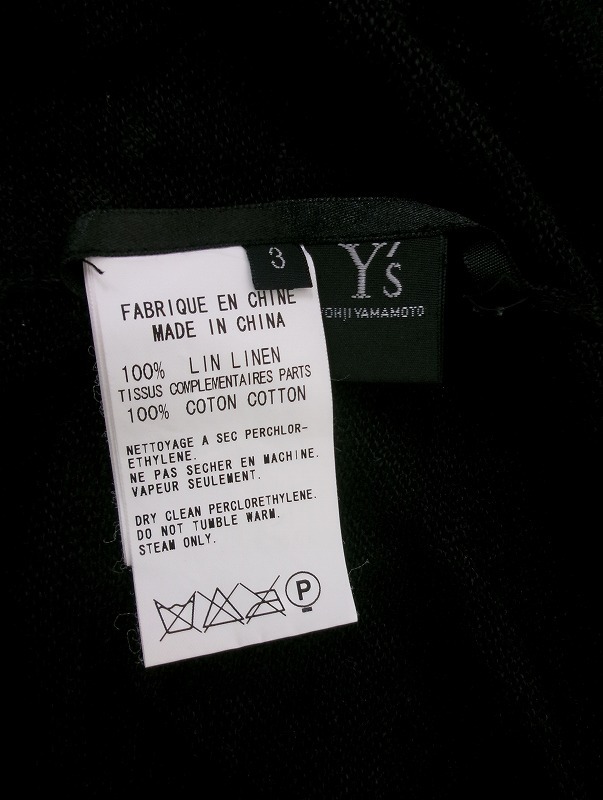 3
Y's
YOHJI YAMAMOTO
FABRIQUE EN CHINE
MADE IN CHINA
100% LIN LINEN
TISSUS COMPLEMENTAIRES PARTS
100% COTON COTTON
NETTOYAGE A SEC PERCHLOR-
ETHYLENE.
NE PAS SECHER EN MACHINE.
VAPEUR SEULEMENT.
DRY CLEAN PERCLORETHYLENE.
DO NOT TUMBLE WARM.
STEAM ONLY.
P